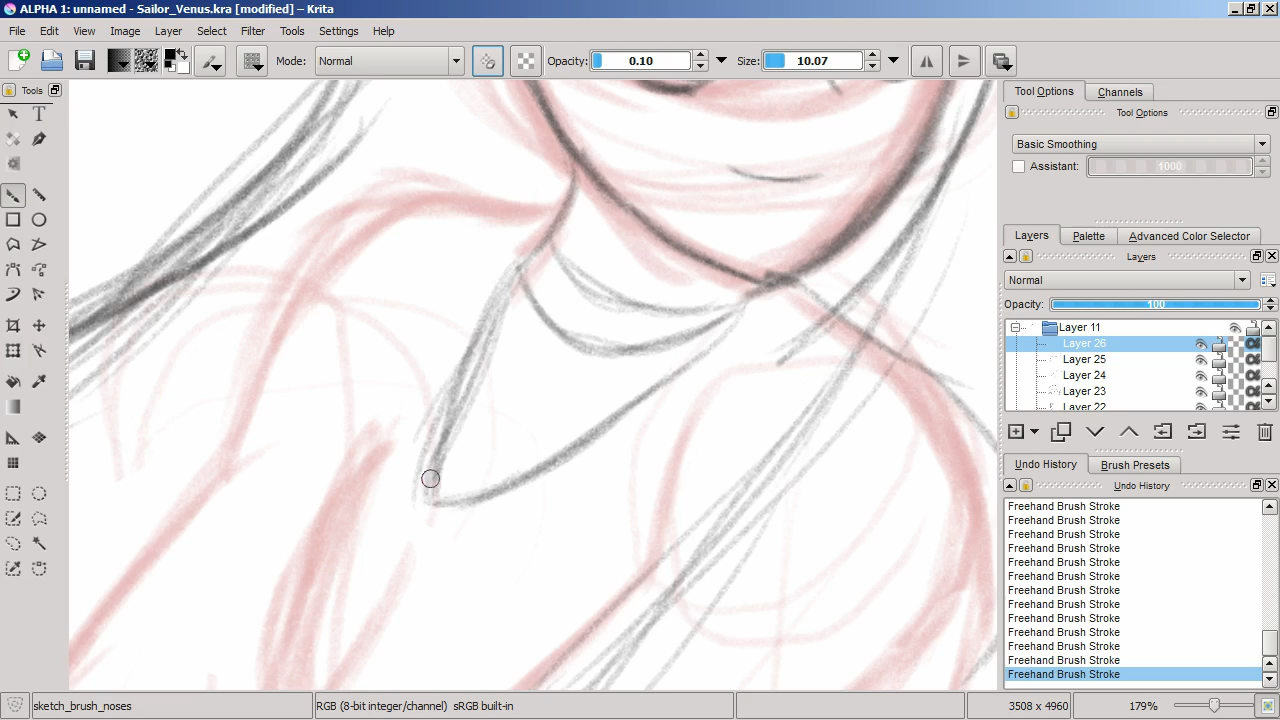 ALPHA 1: unnamed - Sailor_Venus.kra [modified] – Krita
File Edit View Image Layer Select Filter Tools Settings Help
Mode: Normal Opacity: 0.10 Size: 10.07
Tools
T
Tool Options Channels
Tool Options
Basic Smoothing
Assistant: 1000
Layers Palette Advanced Color Selector
Layers
Normal
Opacity: 100
Layer 11
Layer 26
Layer 25
Layer 24
Layer 23
Layer 22
Undo History Brush Presets
Undo History
Freehand Brush Stroke
Freehand Brush Stroke
Freehand Brush Stroke
Freehand Brush Stroke
Freehand Brush Stroke
Freehand Brush Stroke
Freehand Brush Stroke
Freehand Brush Stroke
Freehand Brush Stroke
Freehand Brush Stroke
Freehand Brush Stroke
Freehand Brush Stroke
Freehand Brush Stroke
sketch_brush_noses RGB (8-bit integer/channel) sRGB built-in 3508 x 4960 179%